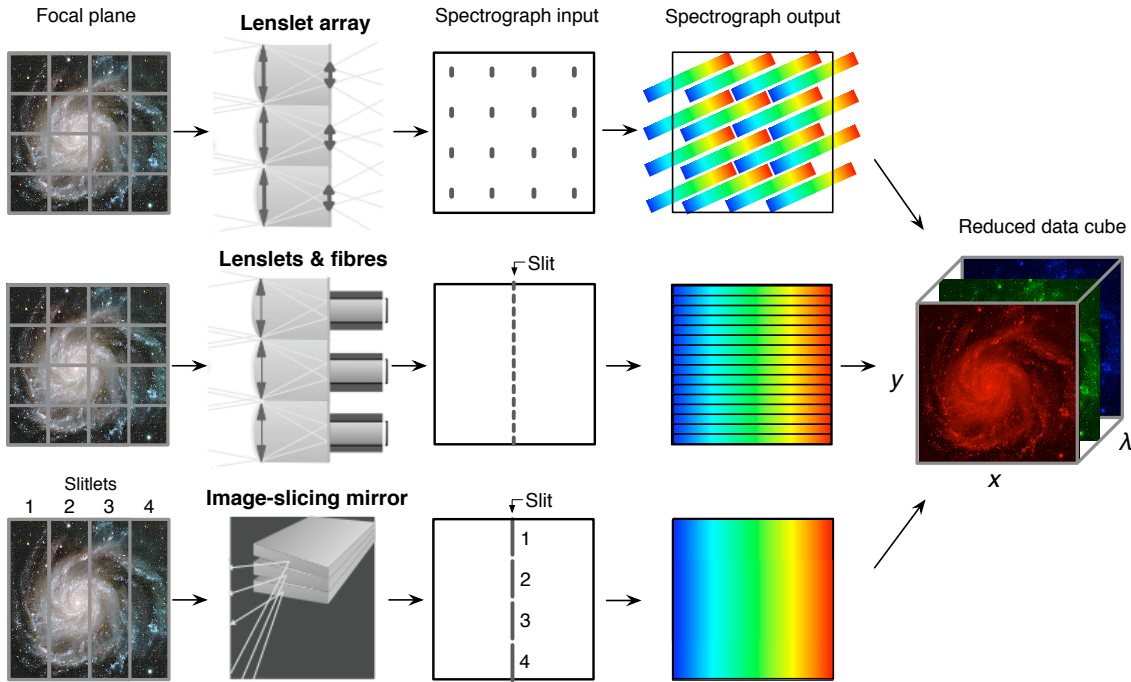 Focal plane
Lenslet array
Spectrograph input
Spectrograph output
Reduced data cube
Lenslets & fibres
Slit
y
x
λ
Slitlets
1 2 3 4
Image-slicing mirror
Slit
1
2
3
4